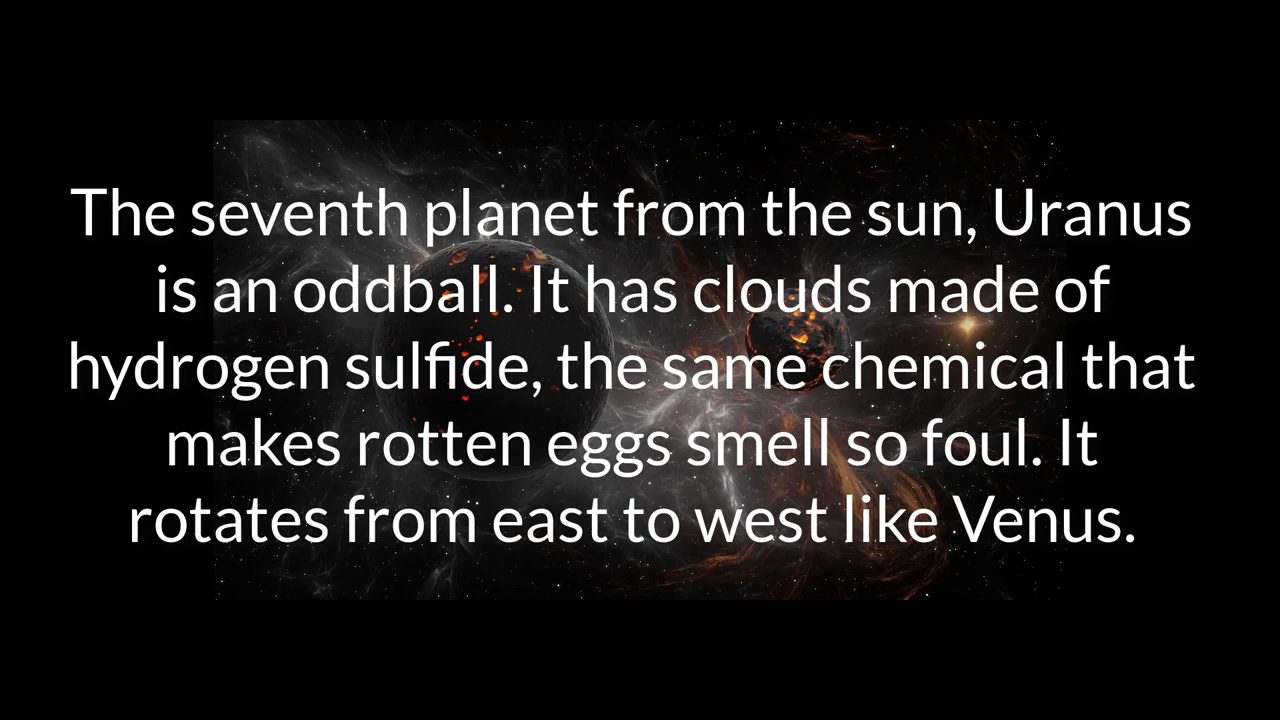 The seventh planet from the sun, Uranus
is an oddball. It has clouds made of
hydrogen sulfide, the same chemical that
makes rotten eggs smell so foul. It
rotates from east to west like Venus.